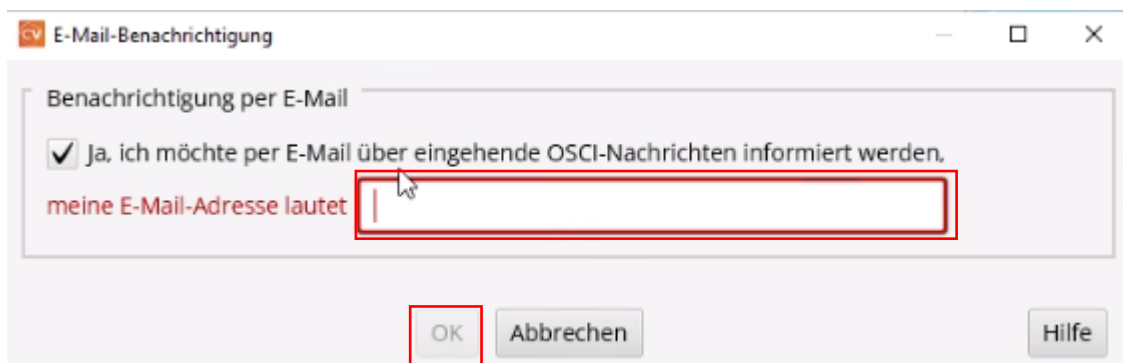 CV E-Mail-Benachrichtigung
Benachrichtigung per E-Mail
Ja, ich möchte per E-Mail über eingehende OSCI-Nachrichten informiert werden,
meine E-Mail-Adresse lautet
OK Abbrechen Hilfe